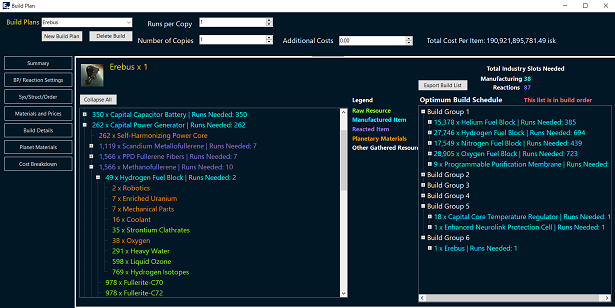 Build Plan
Build Plans
Erebus
Runs per Copy
1
New Build Plan
Delete Build
Number of Copies
1
Additional Costs
0.00
Total Cost Per Item: 190,921,895,781.49 isk
Summary
BP/ Reaction Settings
Sys/Struct/Order
Materials and Prices
Build Details
Planet Materials
Cost Breakdown
Erebus x 1
Collapse All
350 x Capital Capacitor Battery | Runs Needed: 350
262 x Capital Power Generator | Runs Needed: 262
262 x Self-Harmonizing Power Core
1,119 x Scandium Metallofullerene | Runs Needed: 7
1,566 x PPD Fullerene Fibers | Runs Needed: 7
1,566 x Methanofullerene | Runs Needed: 10
49 x Hydrogen Fuel Block | Runs Needed: 2
2 x Robotics
7 x Enriched Uranium
7 x Mechanical Parts
16 x Coolant
35 x Strontium Clathrates
38 x Oxygen
291 x Heavy Water
598 x Liquid Ozone
769 x Hydrogen Isotopes
978 x Fullerite-C70
978 x Fullerite-C72
Legend
Raw Resource
Manufactured Item
Reacted Item
Planetary Materials
Other Gathered Resourc
Total Industry Slots Needed
Export Build List
Manufacturing 38
Reactions 87
Optimum Build Schedule
This list is in build order
Build Group 1
15,378 x Helium Fuel Block | Runs Needed: 385
27,746 x Hydrogen Fuel Block | Runs Needed: 694
17,549 x Nitrogen Fuel Block | Runs Needed: 439
28,905 x Oxygen Fuel Block | Runs Needed: 723
9 x Programmable Purification Membrane | Runs Needed:
Build Group 2
Build Group 3
Build Group 4
Build Group 5
18 x Capital Core Temperature Regulator | Runs Needed: 1
1 x Enhanced Neurolink Protection Cell | Runs Needed: 1
Build Group 6
1 x Erebus | Runs Needed: 1